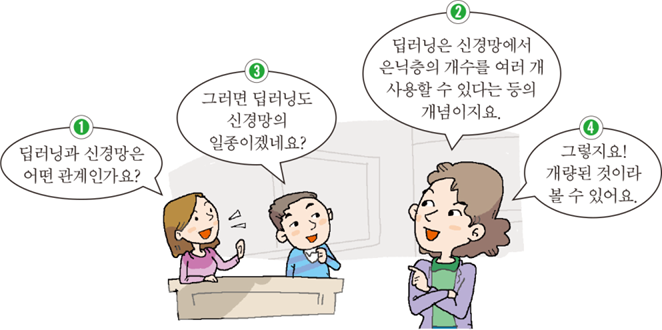 1
딥러닝과 신경망은
어떤 관계인가요?
2
딥러닝은 신경망에서
은닉층의 개수를 여러 개
사용할 수 있다는 등의
개념이지요.
3
그러면 딥러닝도
신경망의
일종이겠네요?
4
그렇지요!
개량된 것이라
볼 수 있어요.